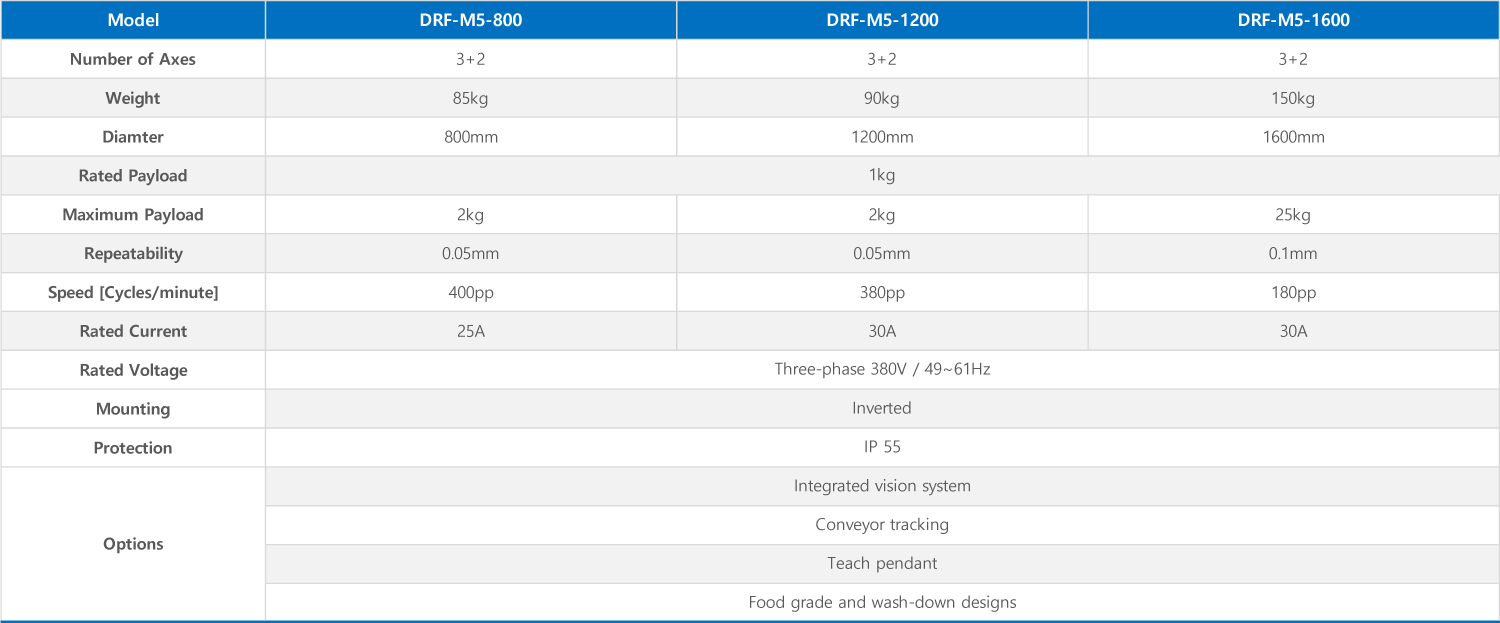 Model DRF-M5-800 DRF-M5-1200 DRF-M5-1600
Number of Axes 3+2 3+2 3+2
Weight 85kg 90kg 150kg
Diamter 800mm 1200mm 1600mm
Rated Payload 1kg
Maximum Payload 2kg 2kg 25kg
Repeatability 0.05mm 0.05mm 0.1mm
Speed [Cycles/minute] 400pp 380pp 180pp
Rated Current 25A 30A 30A
Rated Voltage Three-phase 380V / 49~61Hz
Mounting Inverted
Protection IP 55
Options
Integrated vision system
Conveyor tracking
Teach pendant
Food grade and wash-down designs